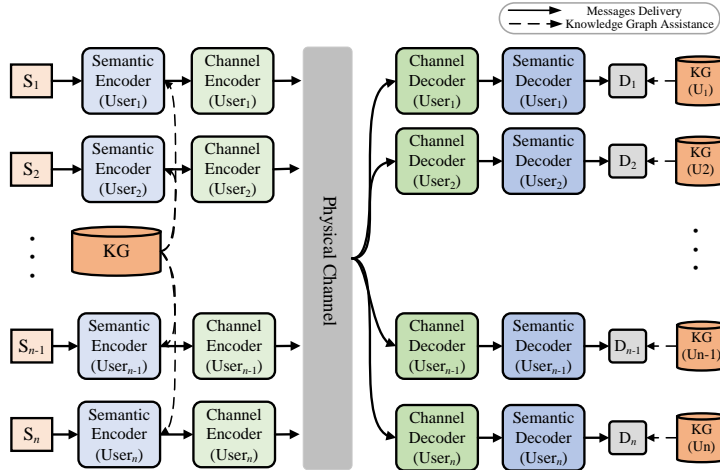 Messages Delivery
Knowledge Graph Assistance
S1
Semantic
Encoder
(User1)
Channel
Encoder
(User1)
Channel
Decoder
(User1)
Semantic
Decoder
(User1)
D1
KG
(U1)
S2
Semantic
Encoder
(User2)
Channel
Encoder
(User2)
Channel
Decoder
(User2)
Semantic
Decoder
(User2)
D2
KG
(U2)
KG
Physical Channel
Sn-1
Semantic
Encoder
(Usern-1)
Channel
Encoder
(Usern-1)
Channel
Decoder
(Usern-1)
Semantic
Decoder
(Usern-1)
Dn-1
KG
(Un-1)
Sn
Semantic
Encoder
(Usern)
Channel
Encoder
(Usern)
Channel
Decoder
(Usern)
Semantic
Decoder
(Usern)
Dn
KG
(Un)